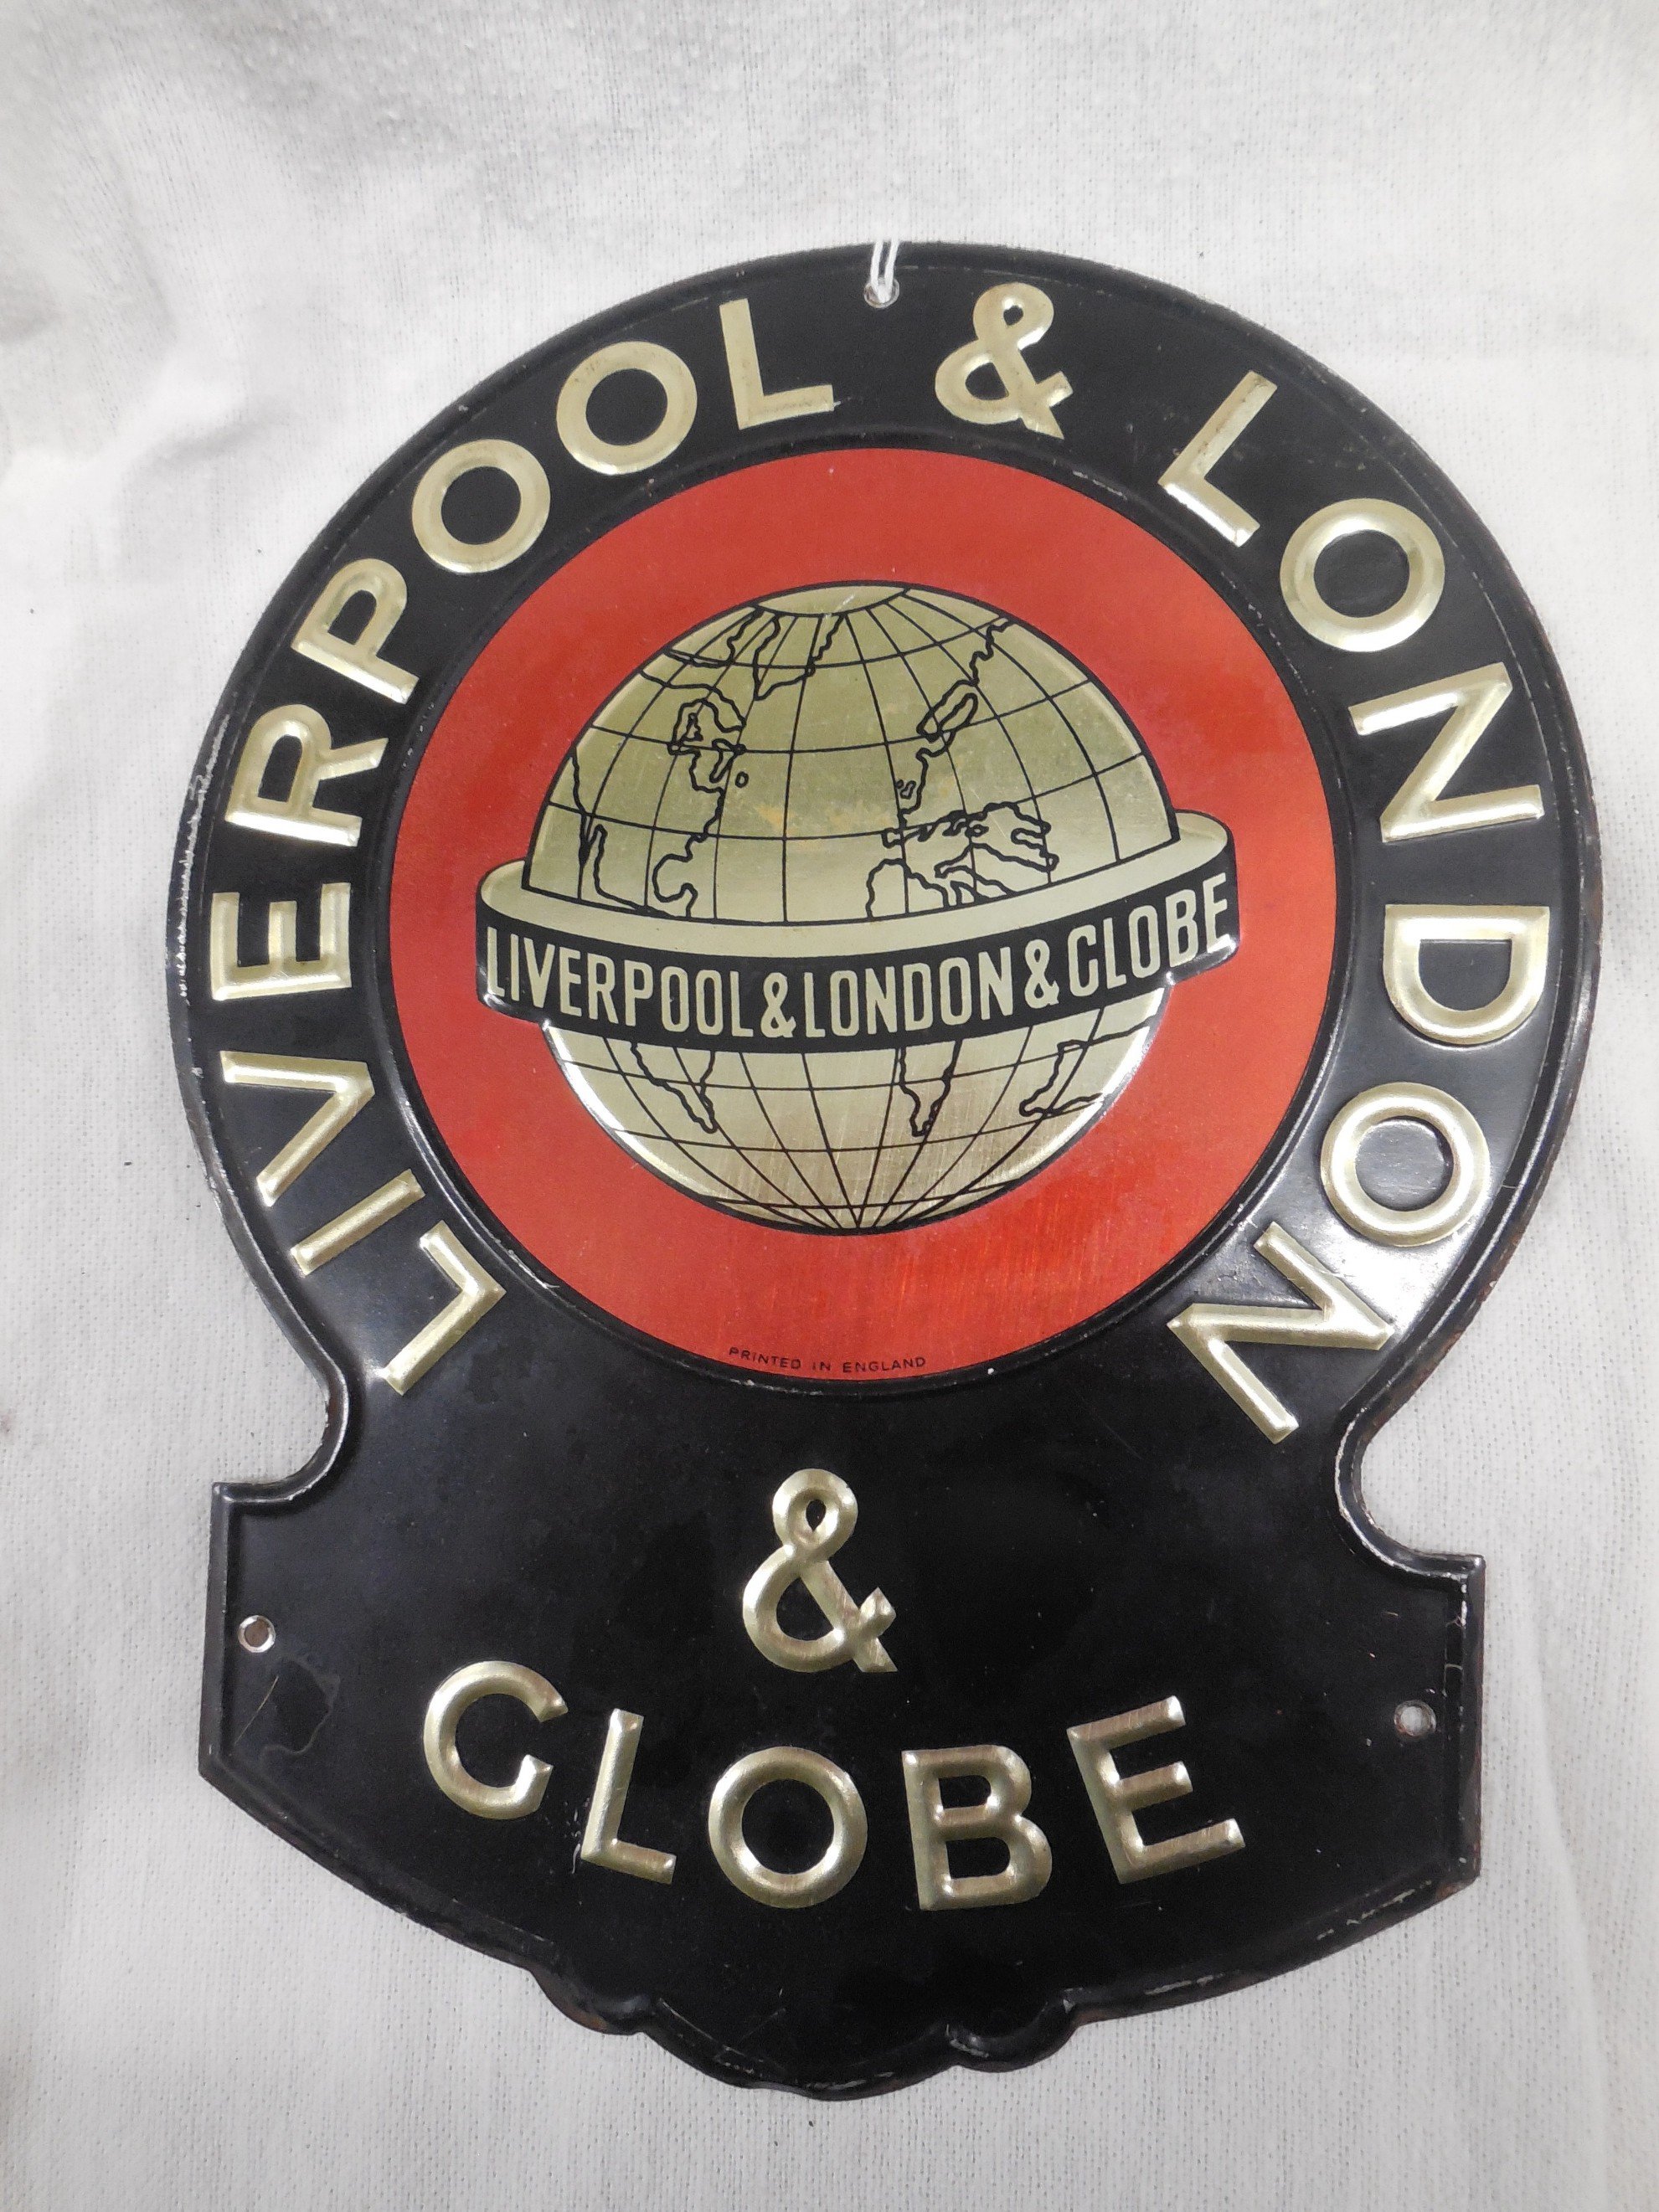 LIVERPOOL & LONDON
LIVERPOOL & LONDON & GLOBE
PRINTED IN ENGLAND
&
GLOBE